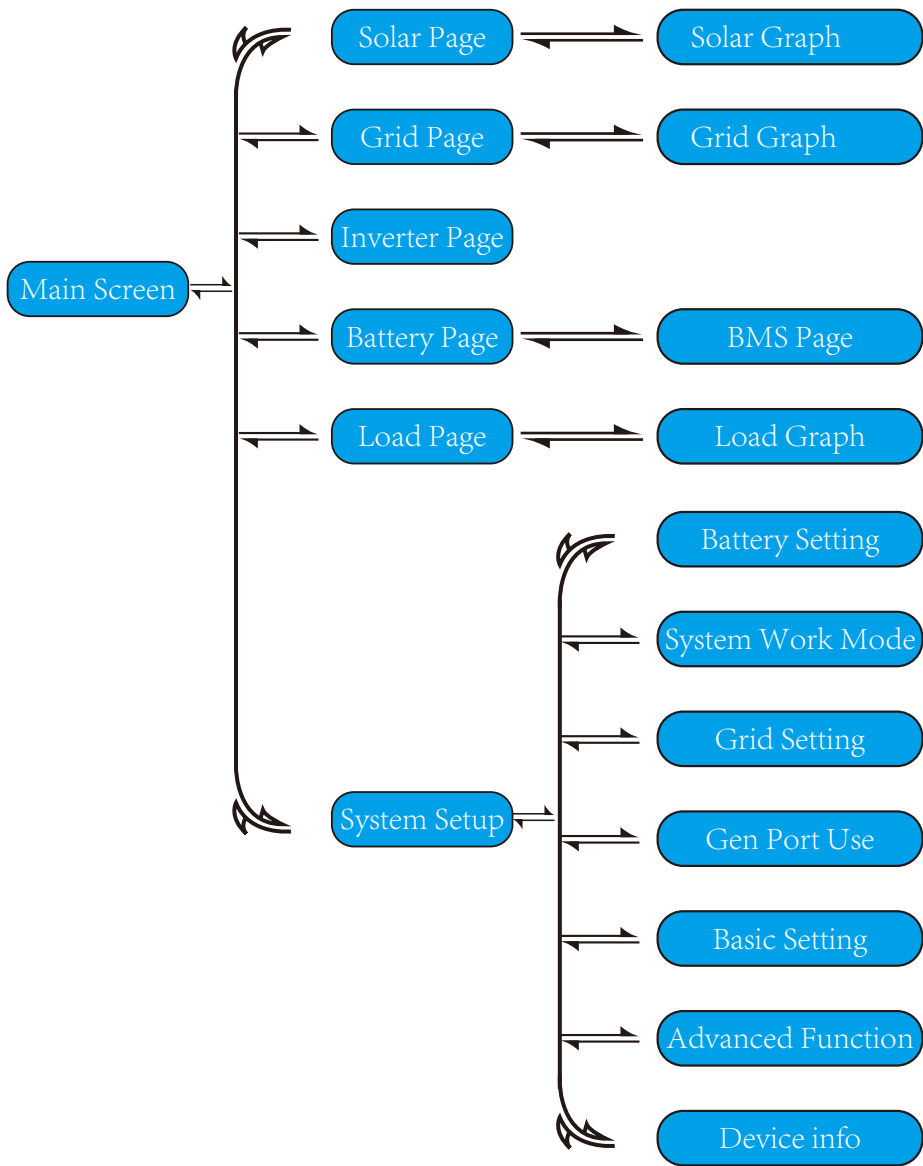 Solar Page
Solar Graph
Grid Page
Grid Graph
Inverter Page
Main Screen
Battery Page
BMS Page
Load Page
Load Graph
Battery Setting
System Work Mode
Grid Setting
System Setup
Gen Port Use
Basic Setting
Advanced Function
Device info